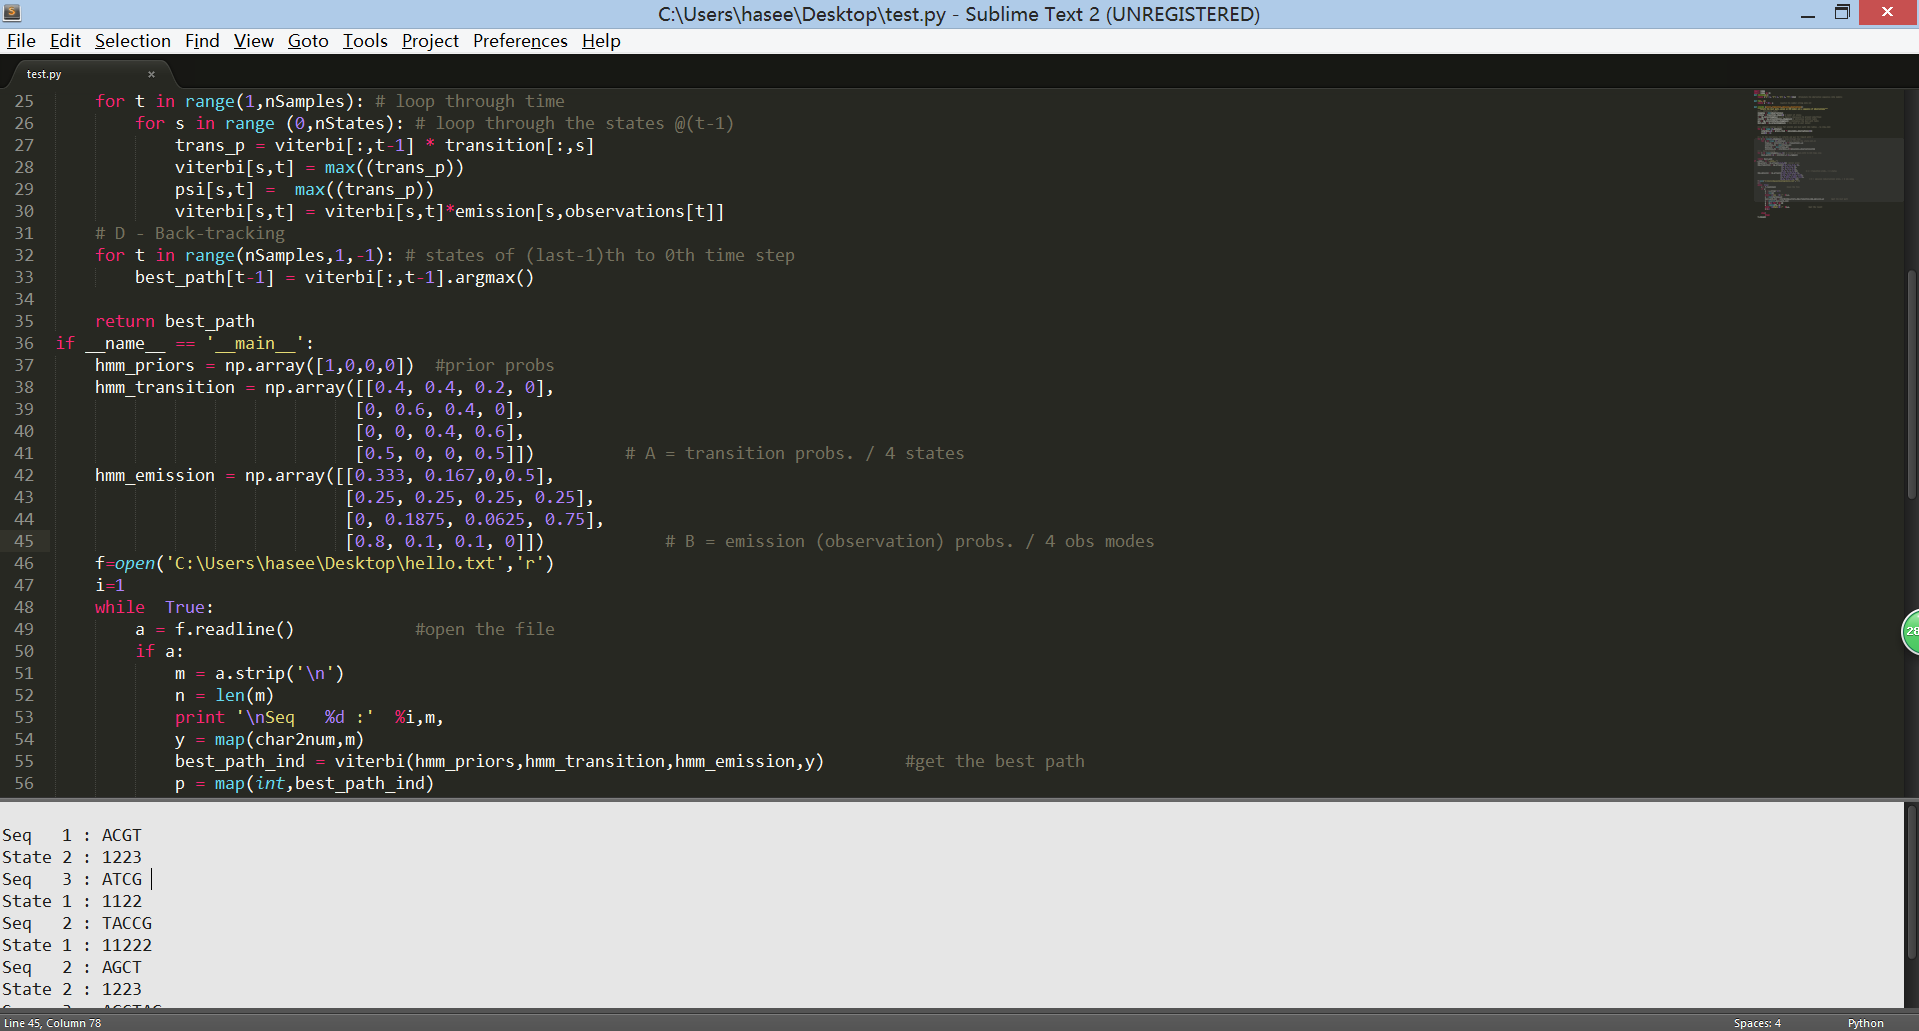 C:\Users\hasee\Desktop\test.py - Sublime Text 2 (UNREGISTERED)
File Edit Selection Find View Goto Tools Project Preferences Help
test.py
25     for t in range(1,nSamples): # loop through time
26         for s in range (0,nStates): # loop through the states @(t-1)
27             trans_p = viterbi[:,t-1] * transition[:,s]
28             viterbi[s,t] = max((trans_p))
29             psi[s,t] =  max((trans_p))
30             viterbi[s,t] = viterbi[s,t]*emission[s,observations[t]]
31     # D - Back-tracking
32     for t in range(nSamples,1,-1): # states of (last-1)th to 0th time step
33         best_path[t-1] = viterbi[:,t-1].argmax()
34
35     return best_path
36 if __name__ == '__main__':
37     hmm_priors = np.array([1,0,0,0])  #prior probs
38     hmm_transition = np.array([[0.4, 0.4, 0.2, 0],
39                               [0, 0.6, 0.4, 0],
40                               [0, 0, 0.4, 0.6],
41                               [0.5, 0, 0, 0.5]])         # A = transition probs. / 4 states
42     hmm_emission = np.array([[0.333, 0.167,0,0.5],
43                              [0.25, 0.25, 0.25, 0.25],
44                              [0, 0.1875, 0.0625, 0.75],
45                              [0.8, 0.1, 0.1, 0]])            # B = emission (observation) probs. / 4 obs modes
46     f=open('C:\Users\hasee\Desktop\hello.txt','r')
47     i=1
48     while  True:
49         a = f.readline()            #open the file
50         if a:
51             m = a.strip('\n')
52             n = len(m)
53             print '\nSeq   %d :'  %i,m,
54             y = map(char2num,m)
55             best_path_ind = viterbi(hmm_priors,hmm_transition,hmm_emission,y)        #get the best path
56             p = map(int,best_path_ind)
28
Seq   1 : ACGT
State 2 : 1223
Seq   3 : ATCG
State 1 : 1122
Seq   2 : TACCG
State 1 : 11222
Seq   2 : AGCT
State 2 : 1223
Line 45, Column 78
Spaces: 4
Python